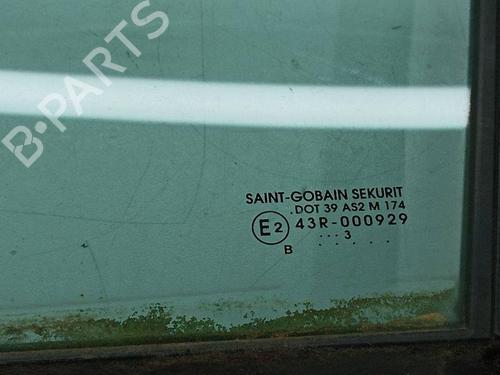 B-PARTS
SAINT-GOBAIN SEKURIT
.DOT 39 AS2 M 174
E2 43R-000929
...3
B ......